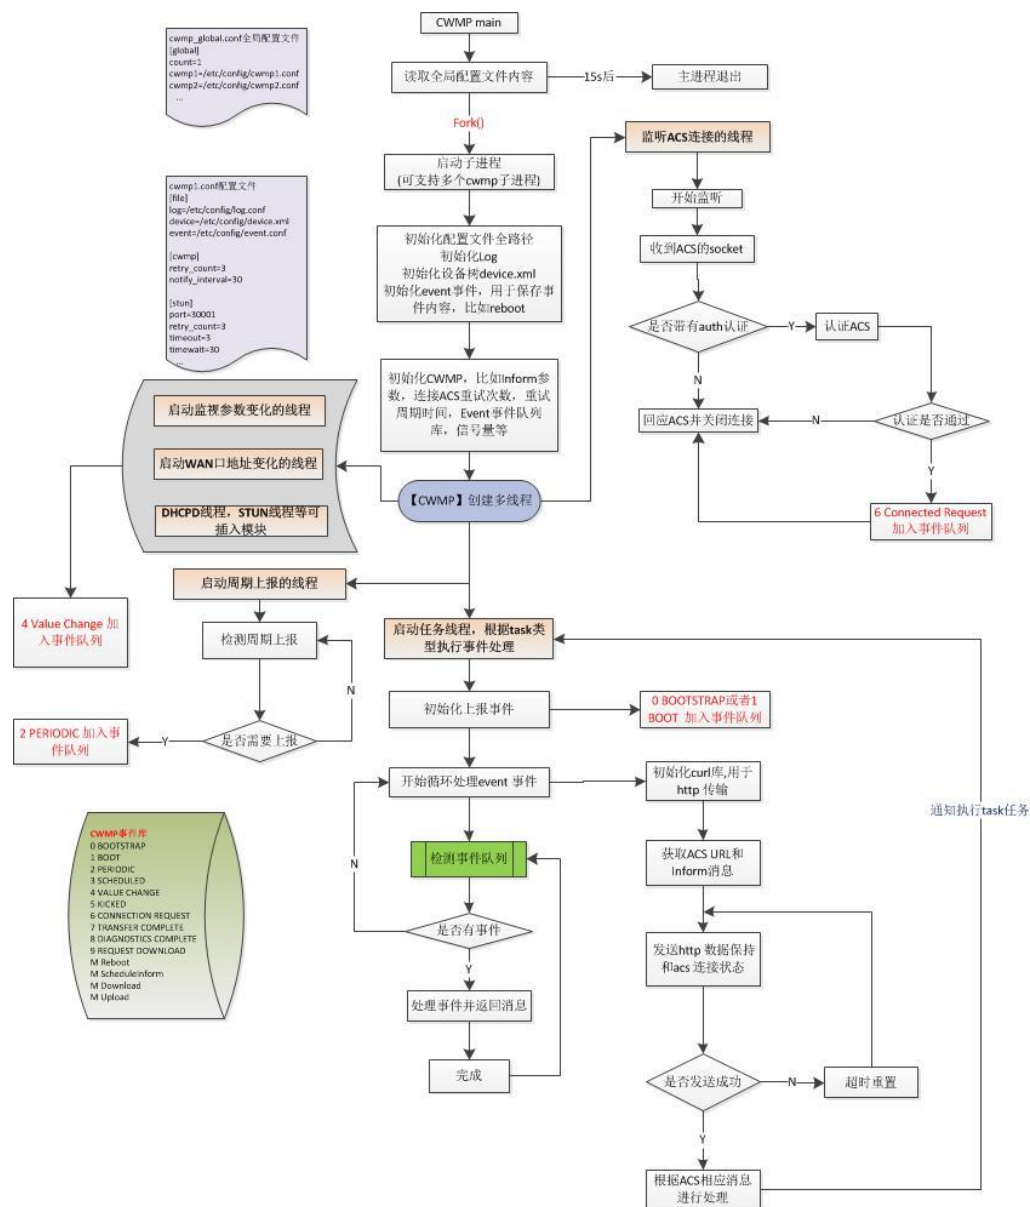 cwmp_global.conf全局配置文件
[global]
count=1
cwmp1=/etc/config/cwmp1.conf
cwmp2=/etc/config/cwmp2.conf
...
CWMP main
读取全局配置文件内容
15s后
主进程退出
Fork()
启动子进程
(可支持多个cwmp子进程)
cwmp1.conf配置文件
[file]
log=/etc/config/log.conf
device=/etc/config/device.xml
event=/etc/config/event.conf
[cwmp]
retry_count=3
notify_interval=30
[stun]
port=30001
retry_count=3
timeout=3
timewait=30
...
初始化配置文件全路径
初始化Log
初始化设备树device.xml
初始化event事件，用于保存事
件内容，比如reboot
初始化CWMP，比如Inform参
数，连接ACS重试次数，重试
周期时间，Event事件队列
库，信号量等
【CWMP】创建多线程
监听ACS连接的线程
开始监听
收到ACS的socket
是否带有auth认证
Y
认证ACS
N
回应ACS并关闭连接
N
认证是否通过
Y
6 Connected Request
加入事件队列
启动监视参数变化的线程
启动WAN口地址变化的线程
DHCPD线程，STUN线程等可
插入模块
4 Value Change 加
入事件队列
启动周期上报的线程
检测周期上报
N
是否需要上报
Y
2 PERIODIC 加入事
件队列
启动任务线程，根据task类
型执行事件处理
初始化上报事件
0 BOOTSTRAP或者1
BOOT 加入事件队列
开始循环处理event 事件
N
检测事件队列
是否有事件
Y
处理事件并返回消息
完成
初始化curl库,用于
http 传输
获取ACS URL和
Inform消息
发送http 数据保持
和acs 连接状态
是否发送成功
N
超时重置
Y
根据ACS相应消息
进行处理
通知执行task任务
CWMP事件库
0 BOOTSTRAP
1 BOOT
2 PERIODIC
3 SCHEDULED
4 VALUE CHANGE
5 KICKED
6 CONNECTION REQUEST
7 TRANSFER COMPLETE
8 DIAGNOSTICS COMPLETE
9 REQUEST DOWNLOAD
M Reboot
M ScheduleInform
M Download
M Upload